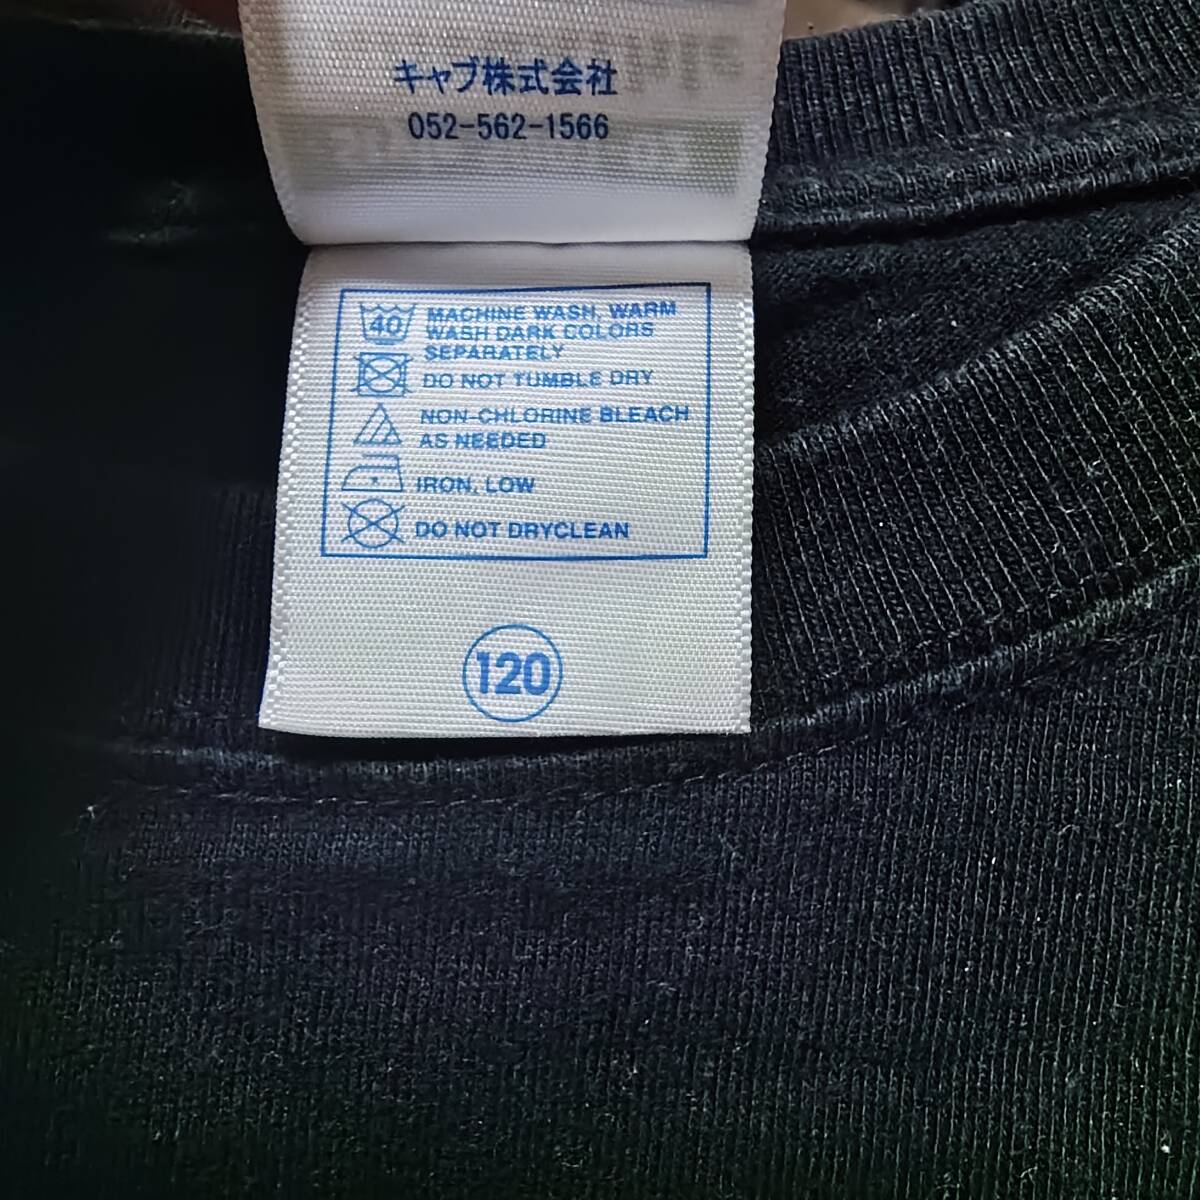 キャブ株式会社
052-562-1566
40 MACHINE WASH, WARM
WASH DARK COLORS
SEPARATELY
DO NOT TUMBLE DRY
NON-CHLORINE BLEACH
AS NEEDED
IRON, LOW
DO NOT DRYCLEAN
120